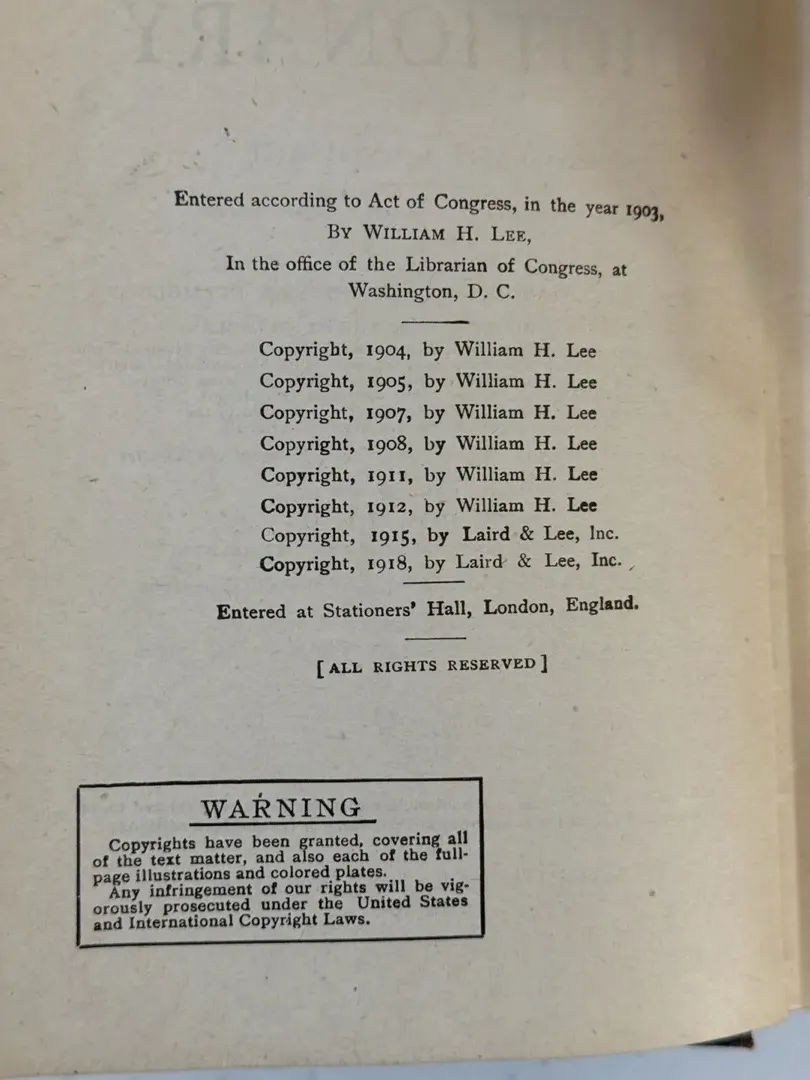 Entered according to Act of Congress, in the year 1903,
By William H. Lee,
In the office of the Librarian of Congress, at
Washington, D. C.
Copyright, 1904, by William H. Lee
Copyright, 1905, by William H. Lee
Copyright, 1907, by William H. Lee
Copyright, 1908, by William H. Lee
Copyright, 1911, by William H. Lee
Copyright, 1912, by William H. Lee
Copyright, 1915, by Laird & Lee, Inc.
Copyright, 1918, by Laird & Lee, Inc.
Entered at Stationers' Hall, London, England.
[ALL RIGHTS RESERVED]
WARNING
Copyrights have been granted, covering all
of the text matter, and also each of the full-
page illustrations and colored plates.
Any infringement of our rights will be vig-
orously prosecuted under the United States
and International Copyright Laws.